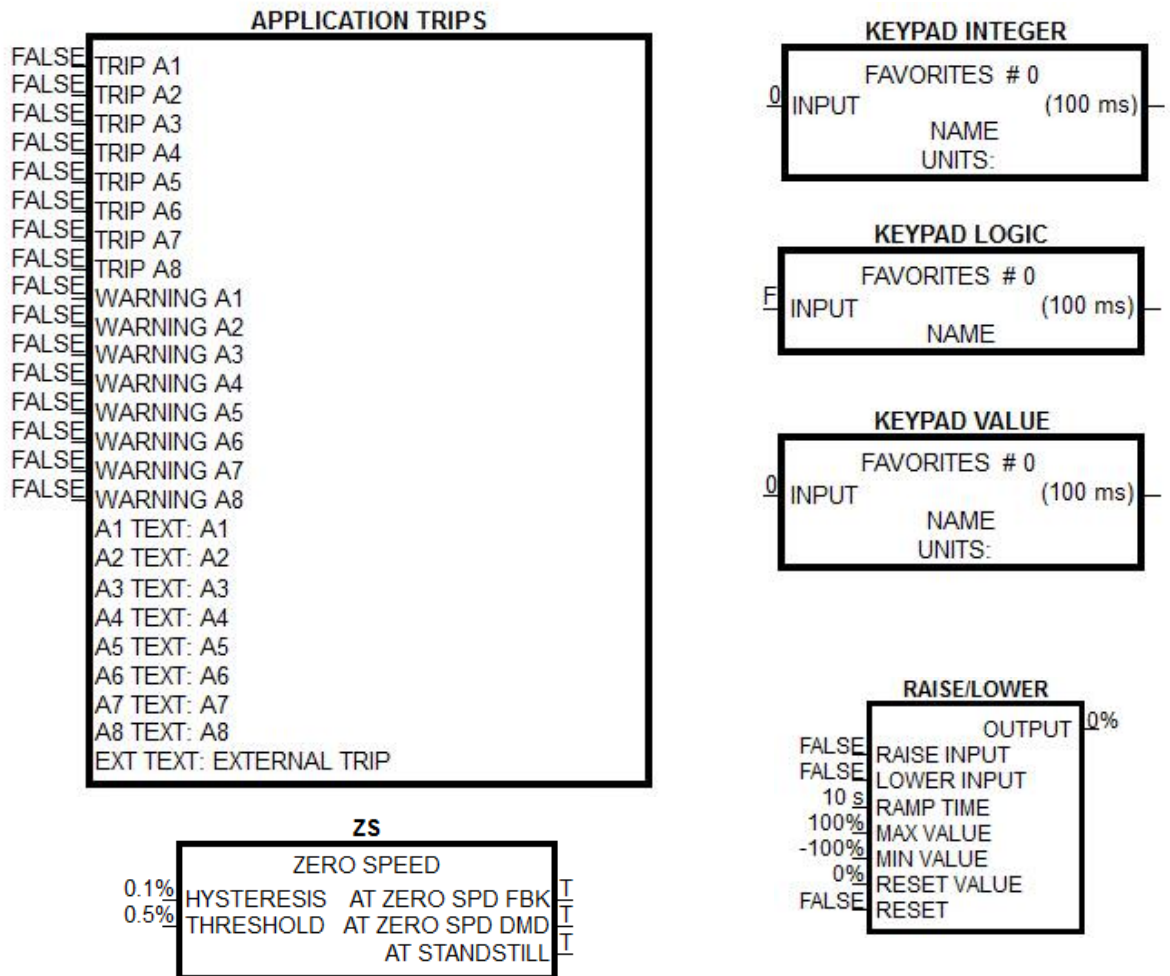 APPLICATION TRIPS
FALSE TRIP A1
FALSE TRIP A2
FALSE TRIP A3
FALSE TRIP A4
FALSE TRIP A5
FALSE TRIP A6
FALSE TRIP A7
FALSE TRIP A8
FALSE WARNING A1
FALSE WARNING A2
FALSE WARNING A3
FALSE WARNING A4
FALSE WARNING A5
FALSE WARNING A6
FALSE WARNING A7
FALSE WARNING A8
A1 TEXT: A1
A2 TEXT: A2
A3 TEXT: A3
A4 TEXT: A4
A5 TEXT: A5
A6 TEXT: A6
A7 TEXT: A7
A8 TEXT: A8
EXT TEXT: EXTERNAL TRIP
ZS
ZERO SPEED
0.1% HYSTERESIS AT ZERO SPD FBK T
0.5% THRESHOLD AT ZERO SPD DMD T
AT STANDSTILL T
KEYPAD INTEGER
FAVORITES # 0
0 INPUT (100 ms)
NAME
UNITS:
KEYPAD LOGIC
FAVORITES # 0
F INPUT (100 ms)
NAME
KEYPAD VALUE
FAVORITES # 0
0 INPUT (100 ms)
NAME
UNITS:
RAISE/LOWER
OUTPUT 0%
FALSE RAISE INPUT
FALSE LOWER INPUT
10 s RAMP TIME
100% MAX VALUE
-100% MIN VALUE
0% RESET VALUE
FALSE RESET